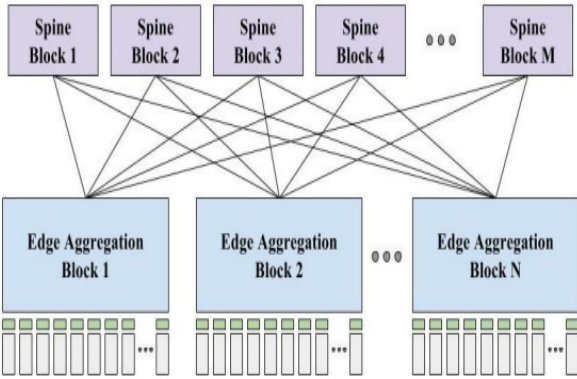 Spine
Block 1
Spine
Block 2
Spine
Block 3
Spine
Block 4
Spine
Block M
Edge Aggregation
Block 1
Edge Aggregation
Block 2
Edge Aggregation
Block N